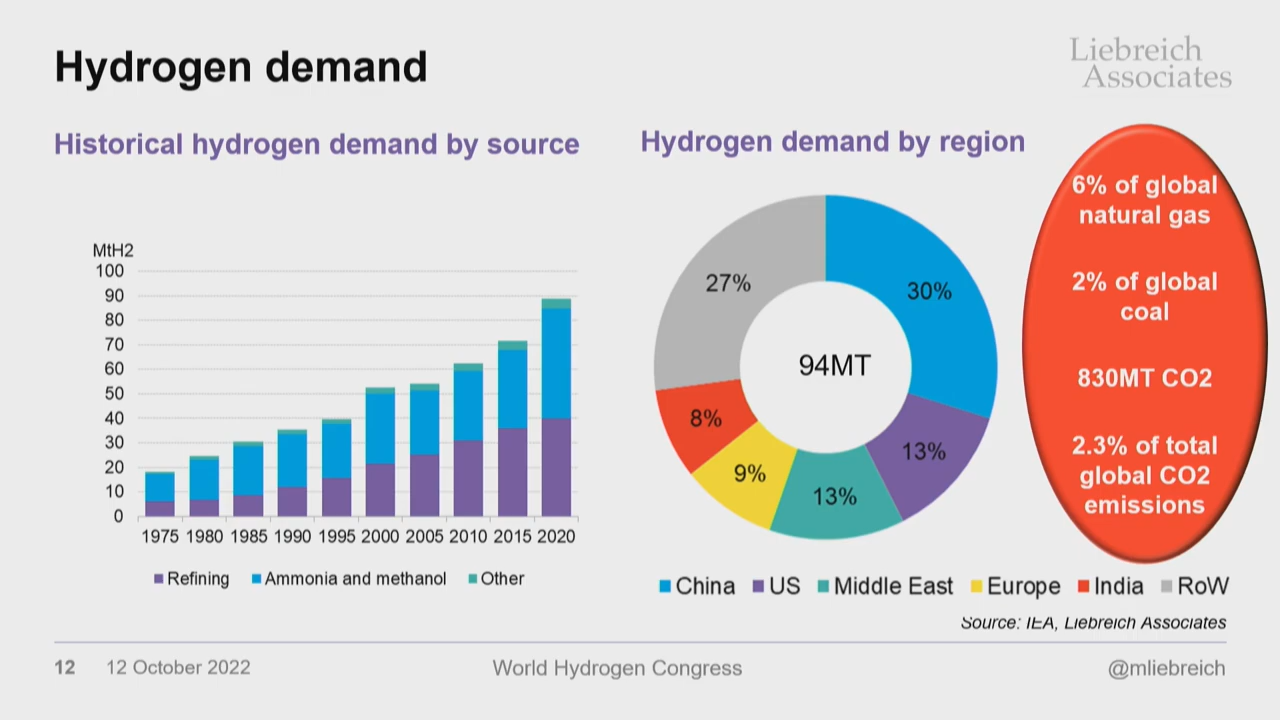 Hydrogen demand
Liebreich
Associates
Historical hydrogen demand by source
MtH2
100
90
80
70
60
50
40
30
20
10
0
1975 1980 1985 1990 1995 2000 2005 2010 2015 2020
Refining Ammonia and methanol Other
Hydrogen demand by region
27%
30%
94MT
8%
13%
9%
13%
China US Middle East Europe India RoW
6% of global
natural gas
2% of global
coal
830MT CO2
2.3% of total
global CO2
emissions
Source: IEA, Liebreich Associates
12 12 October 2022 World Hydrogen Congress @mliebreich